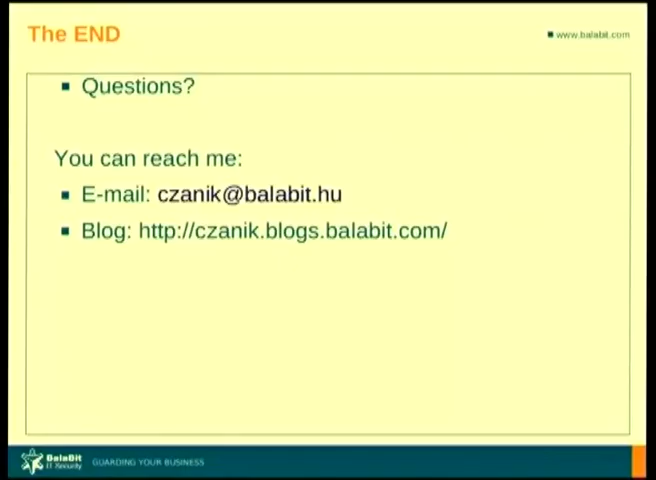 The END
www.balabit.com
Questions?
You can reach me:
E-mail: czanik@balabit.hu
Blog: http://czanik.blogs.balabit.com/
BalaBit
IT Security
GUARDING YOUR BUSINESS